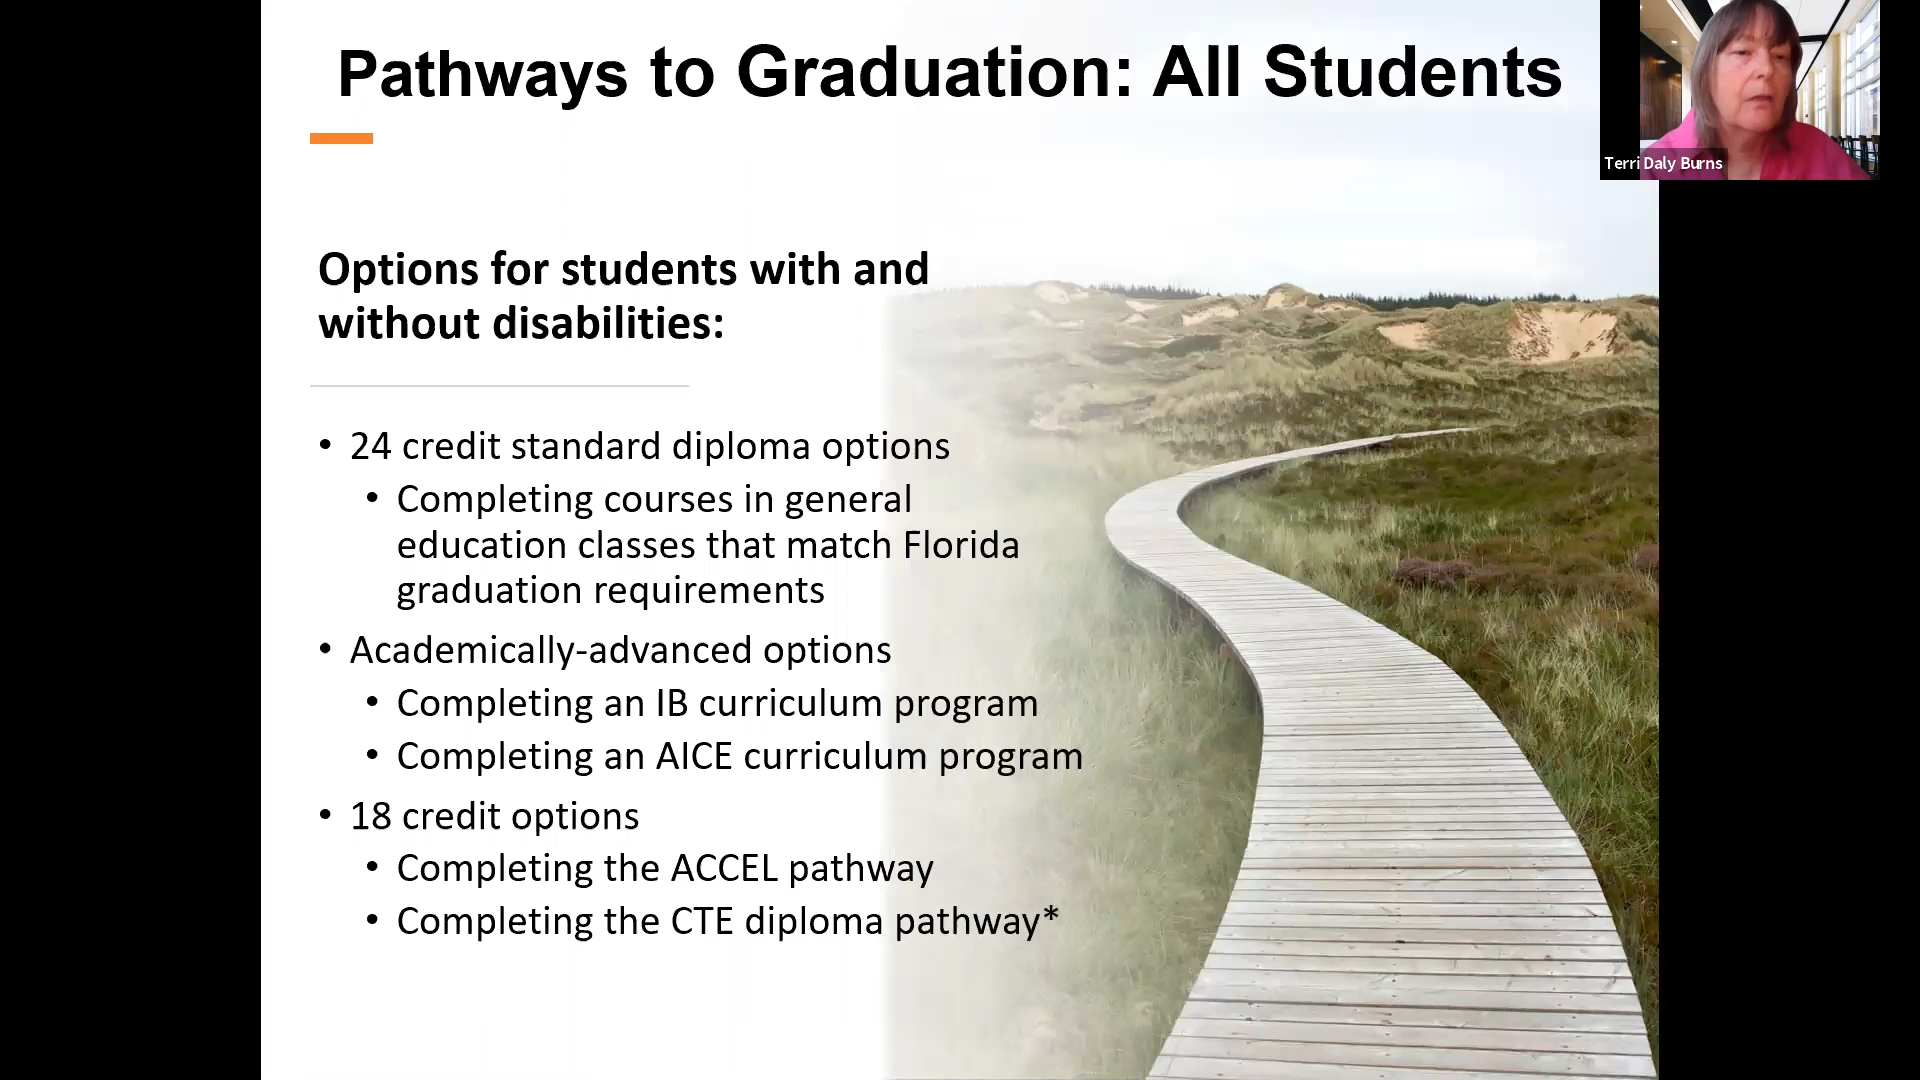 Pathways to Graduation: All Students
Terri Daly Burns
Options for students with and
without disabilities:
• 24 credit standard diploma options
• Completing courses in general
education classes that match Florida
graduation requirements
• Academically-advanced options
• Completing an IB curriculum program
• Completing an AICE curriculum program
• 18 credit options
• Completing the ACCEL pathway
• Completing the CTE diploma pathway*